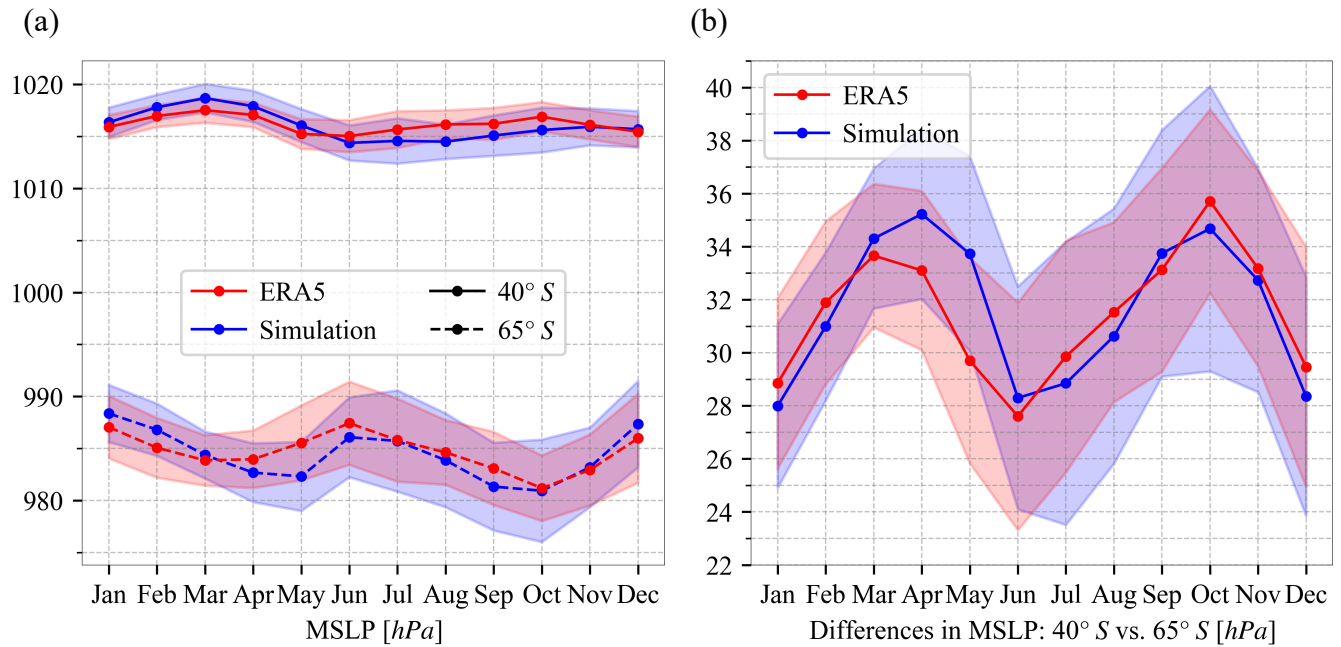 (a)
1020
1010
1000
990
980
ERA5
Simulation
40° S
65° S
Jan Feb Mar Apr May Jun Jul Aug Sep Oct Nov Dec
MSLP [hPa]
(b)
40
38
36
34
32
30
28
26
24
22
ERA5
Simulation
Jan Feb Mar Apr May Jun Jul Aug Sep Oct Nov Dec
Differences in MSLP: 40° S vs. 65° S [hPa]